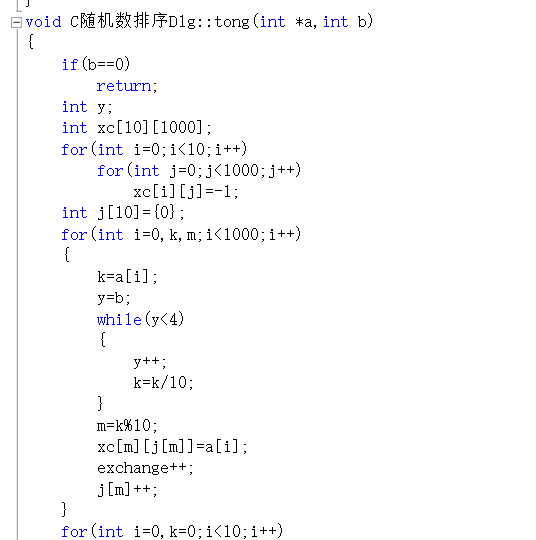 }
void C随机数排序Dlg::tong(int *a,int b)
{
    if(b==0)
        return;
    int y;
    int xc[10][1000];
    for(int i=0;i<10;i++)
        for(int j=0;j<1000;j++)
            xc[i][j]=-1;
    int j[10]={0};
    for(int i=0,k,m;i<1000;i++)
    {
        k=a[i];
        y=b;
        while(y<4)
        {
            y++;
            k=k/10;
        }
        m=k%10;
        xc[m][j[m]]=a[i];
        exchange++;
        j[m]++;
    }
    for(int i=0,k=0;i<10;i++)